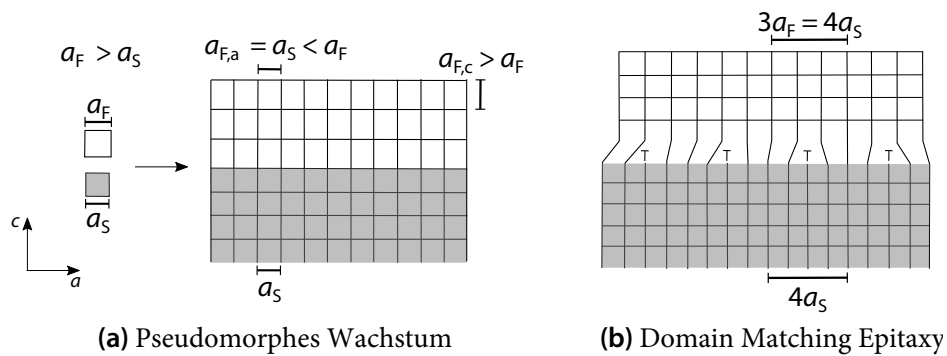 a_F > a_S
a_F
a_S
c
a
a_F,a = a_S < a_F
a_F,c > a_F
a_S
(a) Pseudomorphes Wachstum
3a_F = 4a_S
T T T T
4a_S
(b) Domain Matching Epitaxy